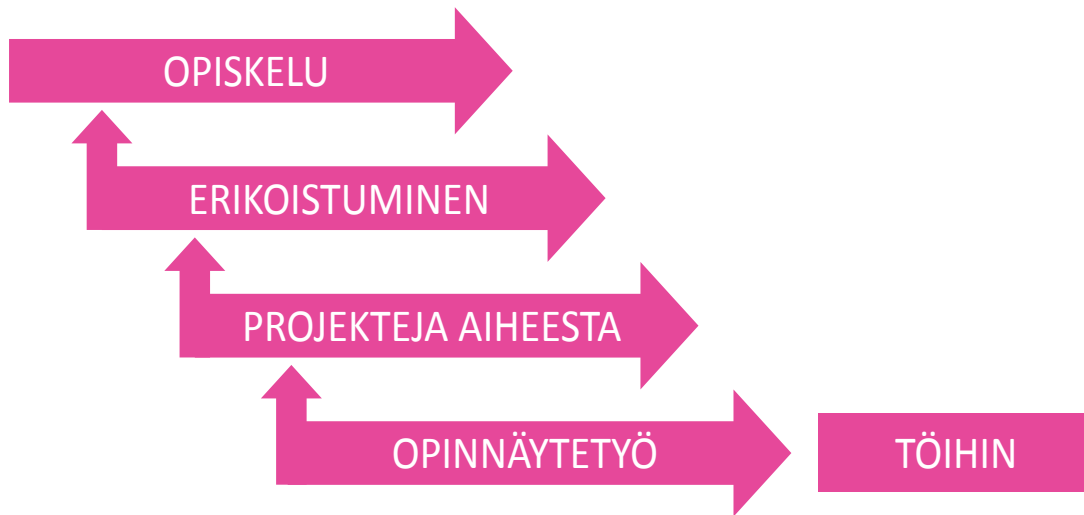 OPISKELU
ERIKOISTUMINEN
PROJEKTEJA AIHEESTA
OPINNÄYTETYÖ
TÖIHIN